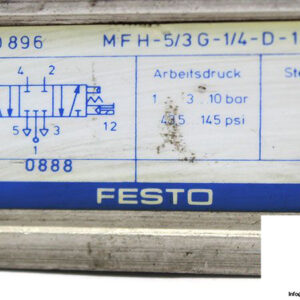 0896 MFH-5/3G-1/4-D-1
4 2
Arbeitsdruck
1 3 .. 10 bar
43.5 145 psi
Ste
5 3
1
12
0888
FESTO